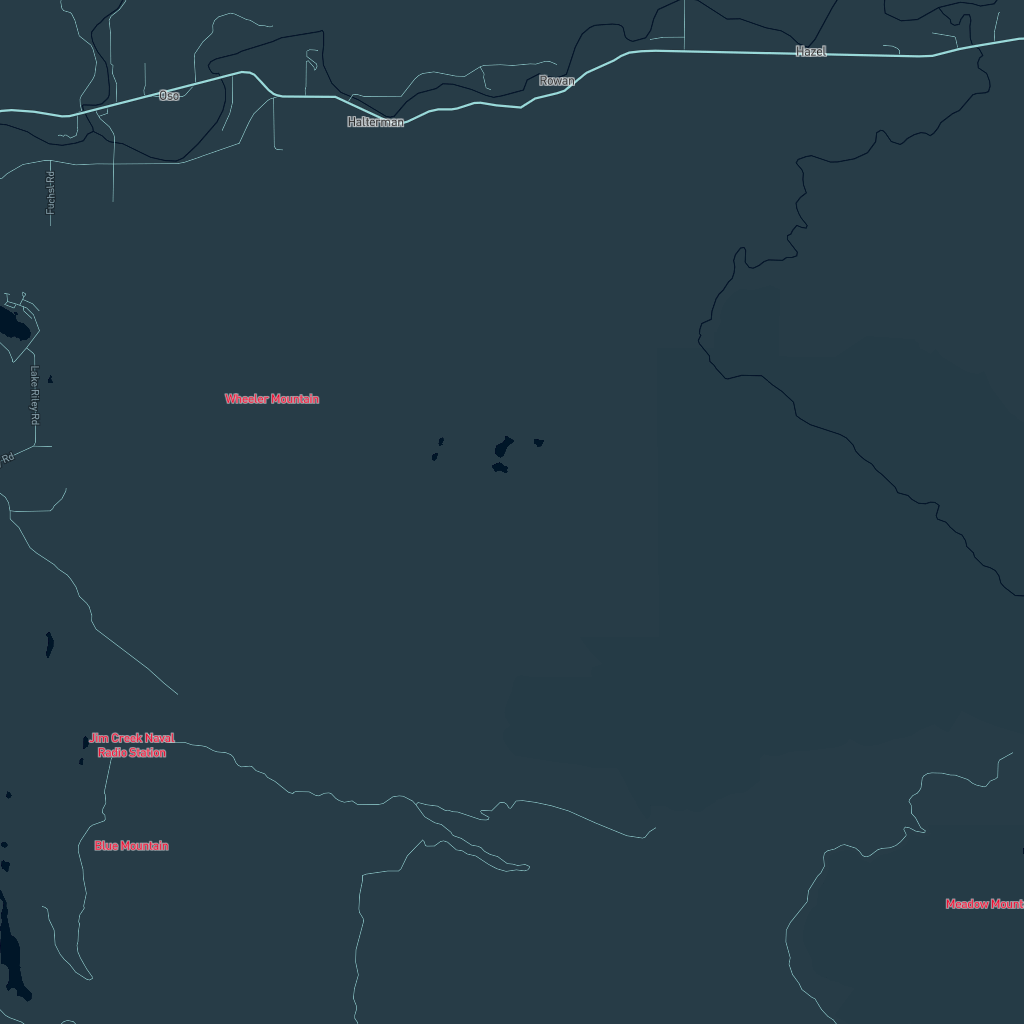 Hazel
Rowan
Oso
Halterman
Fuchsl Rd
Lake Riley Rd
Wheeler Mountain
Rd
Jim Creek Naval
Radio Station
Blue Mountain
Meadow Mount